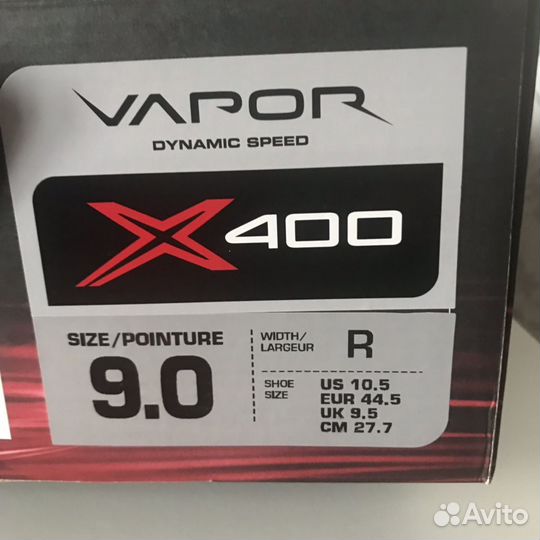 VAPOR
DYNAMIC SPEED
X400
SIZE/POINTURE
9.0
WIDTH/
LARGEUR
R
SHOE
SIZE
US 10.5
EUR 44.5
UK 9.5
CM 27.7
Avito